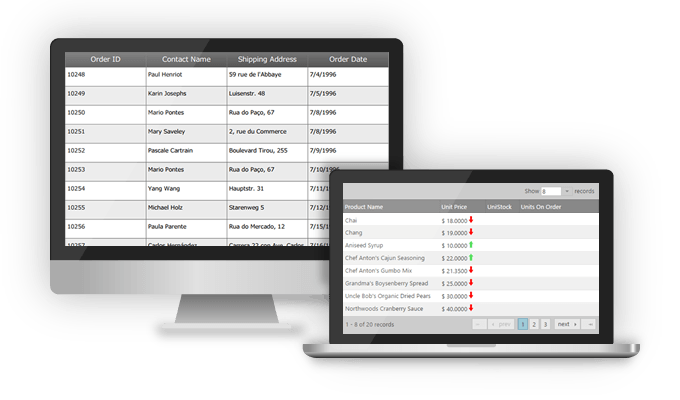 Order ID Contact Name Shipping Address Order Date
10248 Paul Henriot 59 rue de l'Abbaye 7/4/1996
10249 Karin Josephs Luisenstr. 48 7/5/1996
10250 Mario Pontes Rua do Paço, 67 7/8/1996
10251 Mary Saveley 2, rue du Commerce 7/8/1996
10252 Pascale Cartrain Boulevard Tirou, 255 7/9/1996
10253 Mario Pontes Rua do Paço, 67 7/10/1996
10254 Yang Wang Hauptstr. 31 7/11/1
10255 Michael Holz Starenweg 5 7/12/1
10256 Paula Parente Rua do Mercado, 12 7/15/1
10257 Carlos Hernández Carrera 22 con Ave. Carlos 7/16/1
Show 8 records
Product Name Unit Price UniStock Units On Order
Chai $ 18.0000
Chang $ 19.0000
Aniseed Syrup $ 10.0000
Chef Anton's Cajun Seasoning $ 22.0000
Chef Anton's Gumbo Mix $ 21.3500
Grandma's Boysenberry Spread $ 25.0000
Uncle Bob's Organic Dried Pears $ 30.0000
Northwoods Cranberry Sauce $ 40.0000
1 - 8 of 20 records prev 1 2 3 next